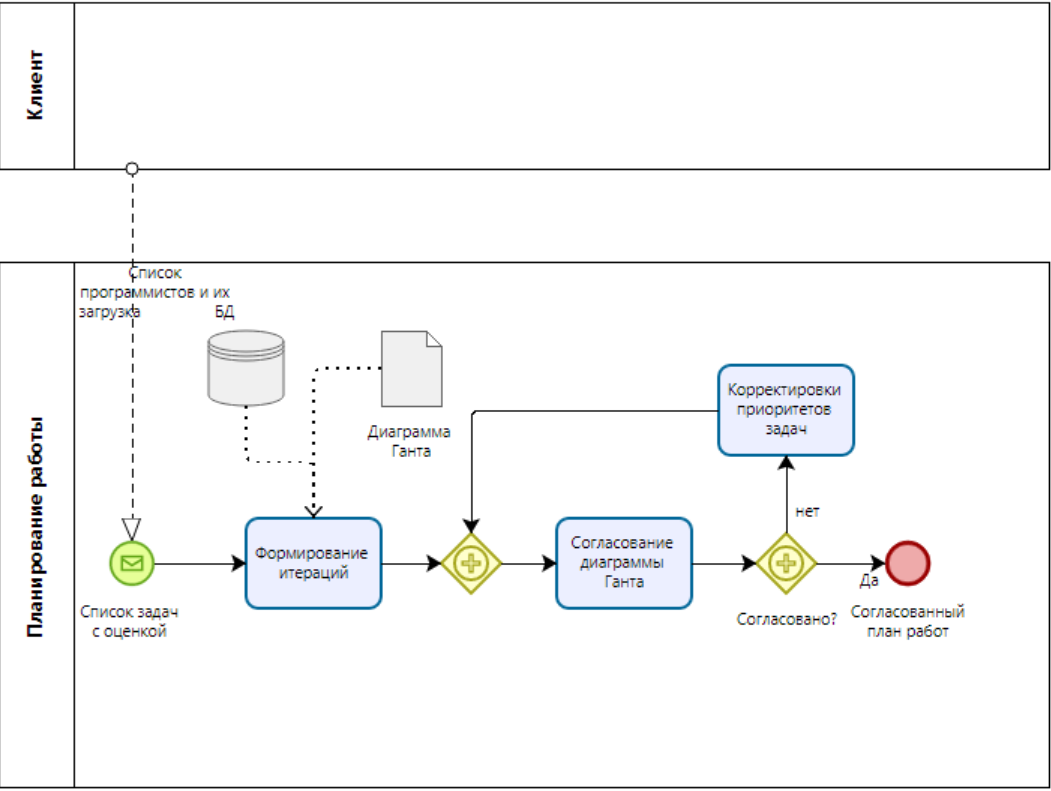 Клиент
Планирование работы
Список
программистов и их
загрузка
БД
Диаграмма
Ганта
Корректировки
приоритетов
задач
нет
Формирование
итераций
Согласование
диаграммы
Ганта
Да
Список задач
с оценкой
Согласовано?
Согласованный
план работ